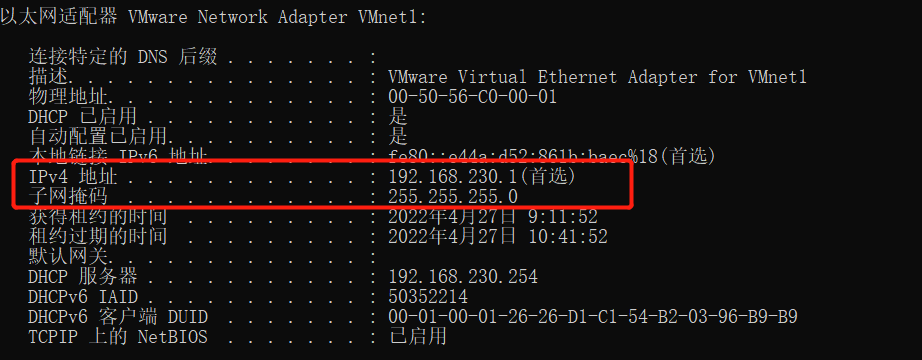 以太网适配器 VMware Network Adapter VMnet1:
连接特定的 DNS 后缀 . . . . . . . :
描述. . . . . . . . . . . . . . . : VMware Virtual Ethernet Adapter for VMnet1
物理地址. . . . . . . . . . . . . : 00-50-56-C0-00-01
DHCP 已启用 . . . . . . . . . . . : 是
自动配置已启用. . . . . . . . . . : 是
本地链接 IPv6 地址. . . . . . . . : fe80::e44a:d52:861b:baec%18(首选)
IPv4 地址 . . . . . . . . . . . . : 192.168.230.1(首选)
子网掩码 . . . . . . . . . . . . : 255.255.255.0
获得租约的时间 . . . . . . . . . : 2022年4月27日 9:11:52
租约过期的时间 . . . . . . . . . : 2022年4月27日 10:41:52
默认网关. . . . . . . . . . . . . :
DHCP 服务器 . . . . . . . . . . . : 192.168.230.254
DHCPv6 IAID . . . . . . . . . . . : 50352214
DHCPv6 客户端 DUID . . . . . . . : 00-01-00-01-26-26-D1-C1-54-B2-03-96-B9-B9
TCPIP 上的 NetBIOS . . . . . . . : 已启用